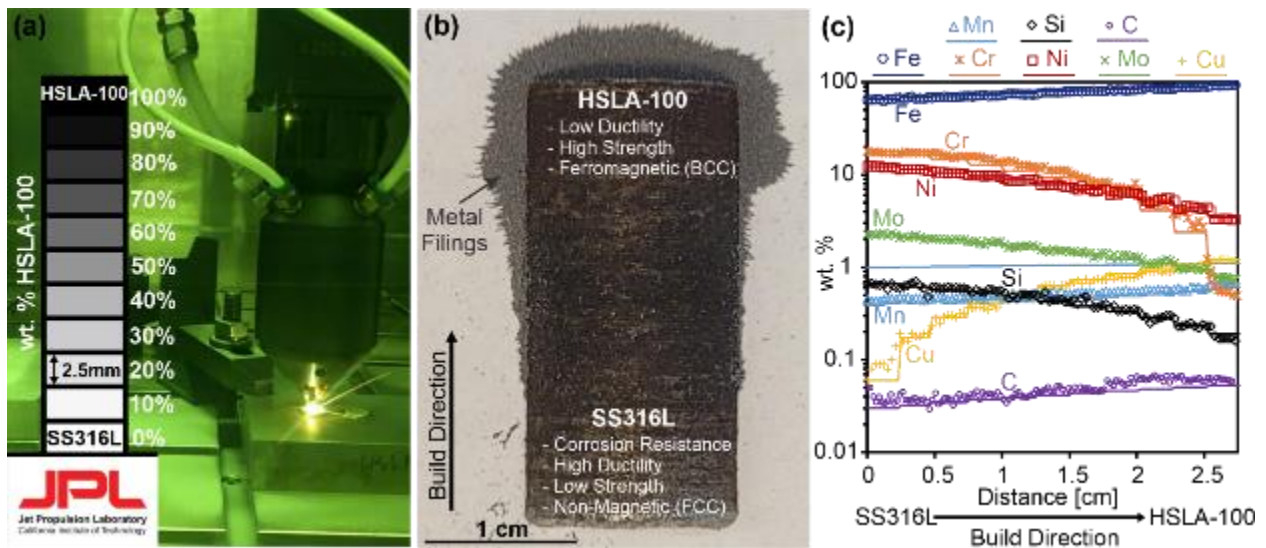 (a)
HSLA-100
100%
90%
80%
70%
60%
50%
40%
30%
2.5mm 20%
10%
SS316L 0%
wt. % HSLA-100
JPL
Jet Propulsion Laboratory
California Institute of Technology
(b)
HSLA-100
- Low Ductility
- High Strength
- Ferromagnetic (BCC)
Metal
Filings
Build Direction
SS316L
- Corrosion Resistance
- High Ductility
- Low Strength
- Non-Magnetic (FCC)
1 cm
(c)
Mn Si C
Fe Cr Ni Mo Cu
100
10
1
0.1
0.01
wt. %
Fe
Cr
Ni
Mo
Si
Mn
Cu
C
0 0.5 1 1.5 2 2.5
Distance [cm]
SS316L HSLA-100
Build Direction